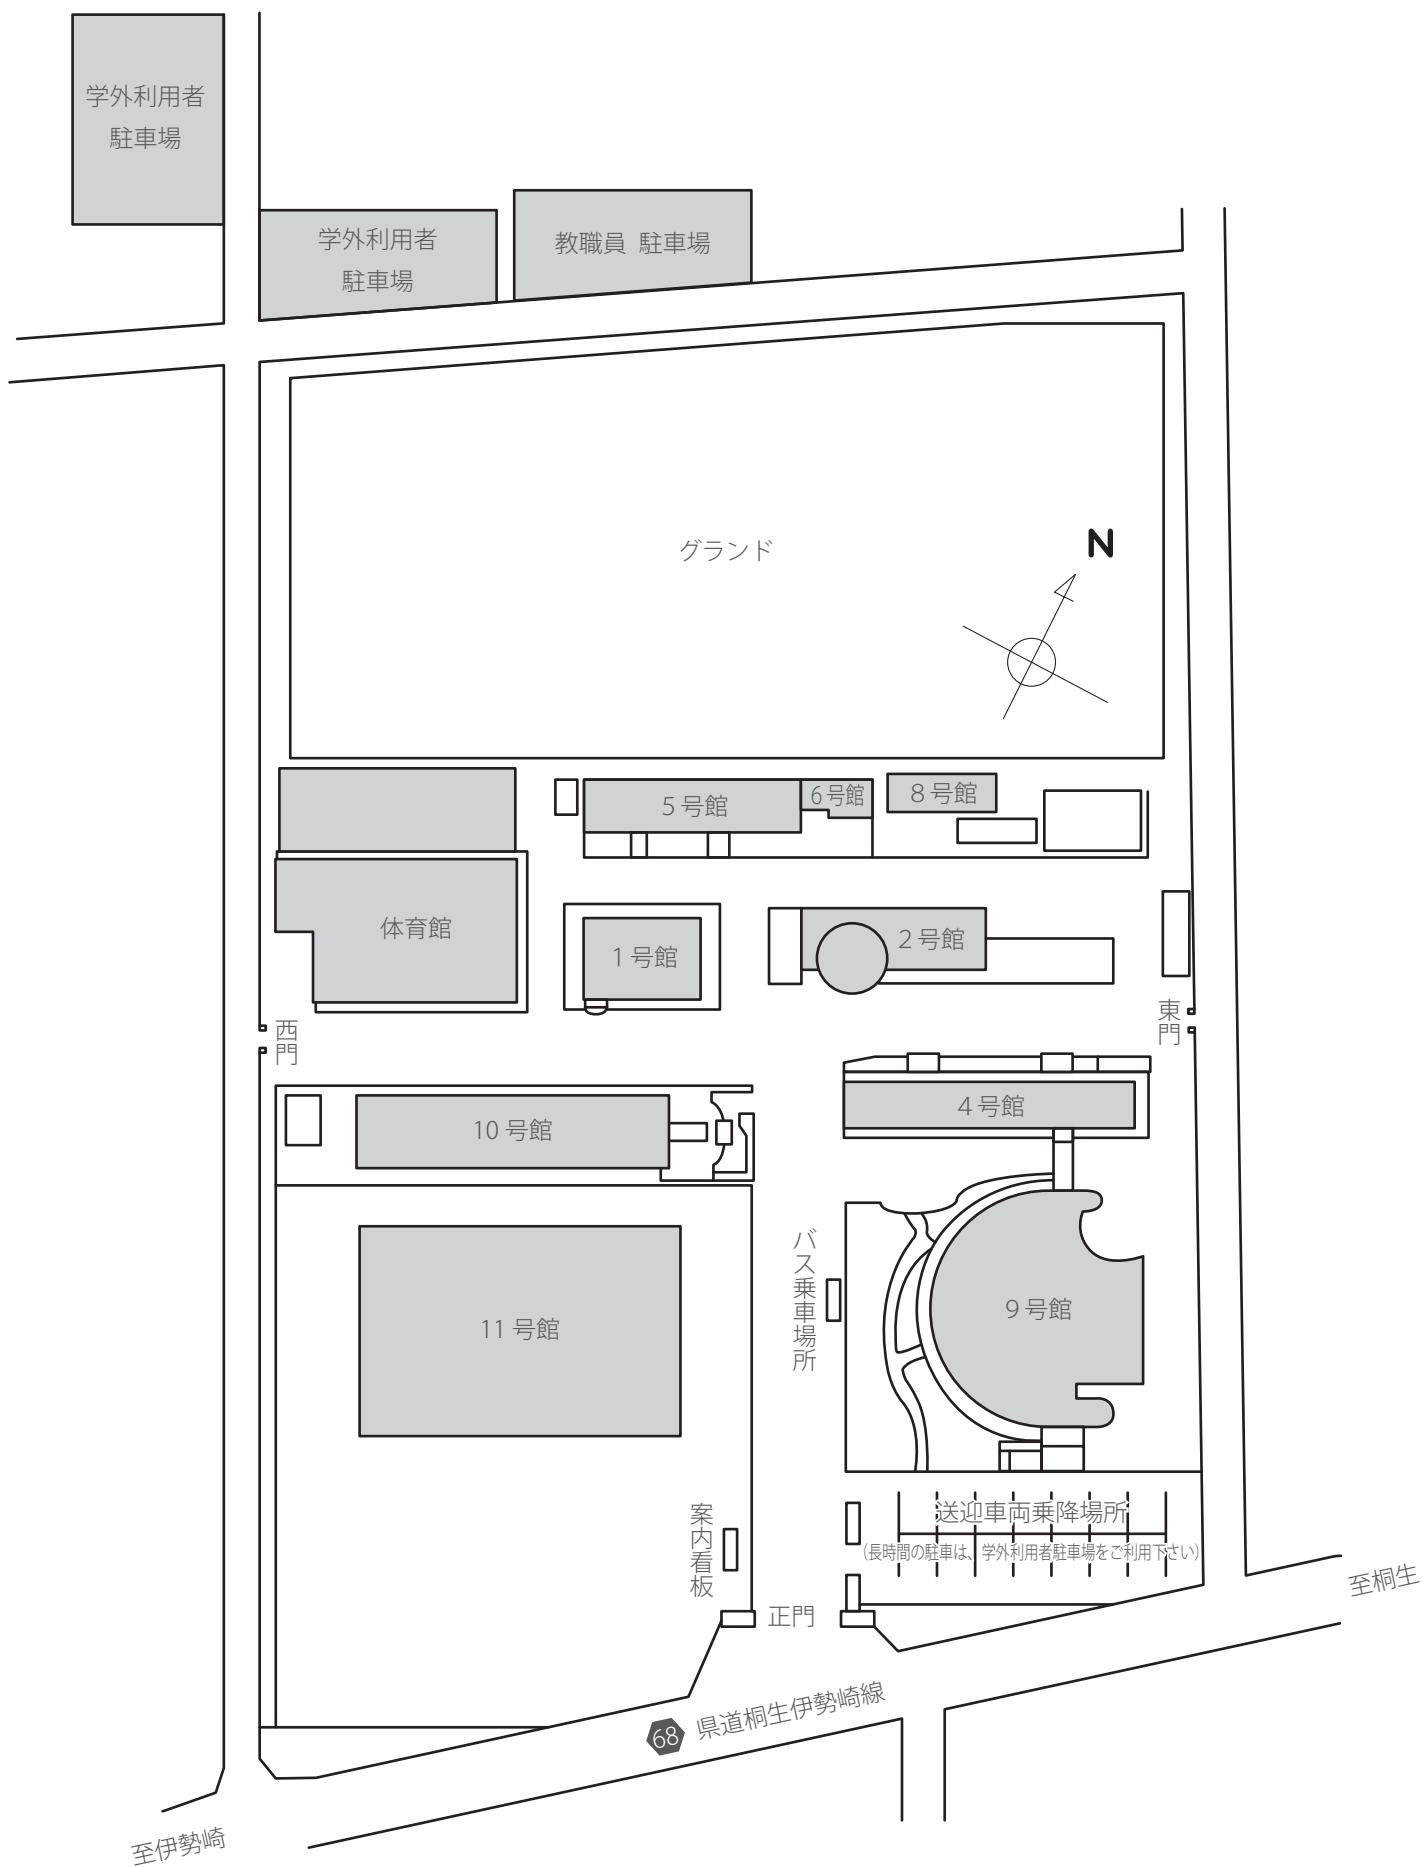 学外利用者
駐車場
学外利用者
駐車場
教職員 駐車場
グランド
N
5号館
6号館
8号館
体育館
1号館
2号館
西門
東門
10号館
4号館
バス乗車場所
9号館
11号館
案内看板
送迎車両乗降場所
(長時間の駐車は、学外利用者駐車場をご利用下さい)
正門
至桐生
68 県道桐生伊勢崎線
至伊勢崎